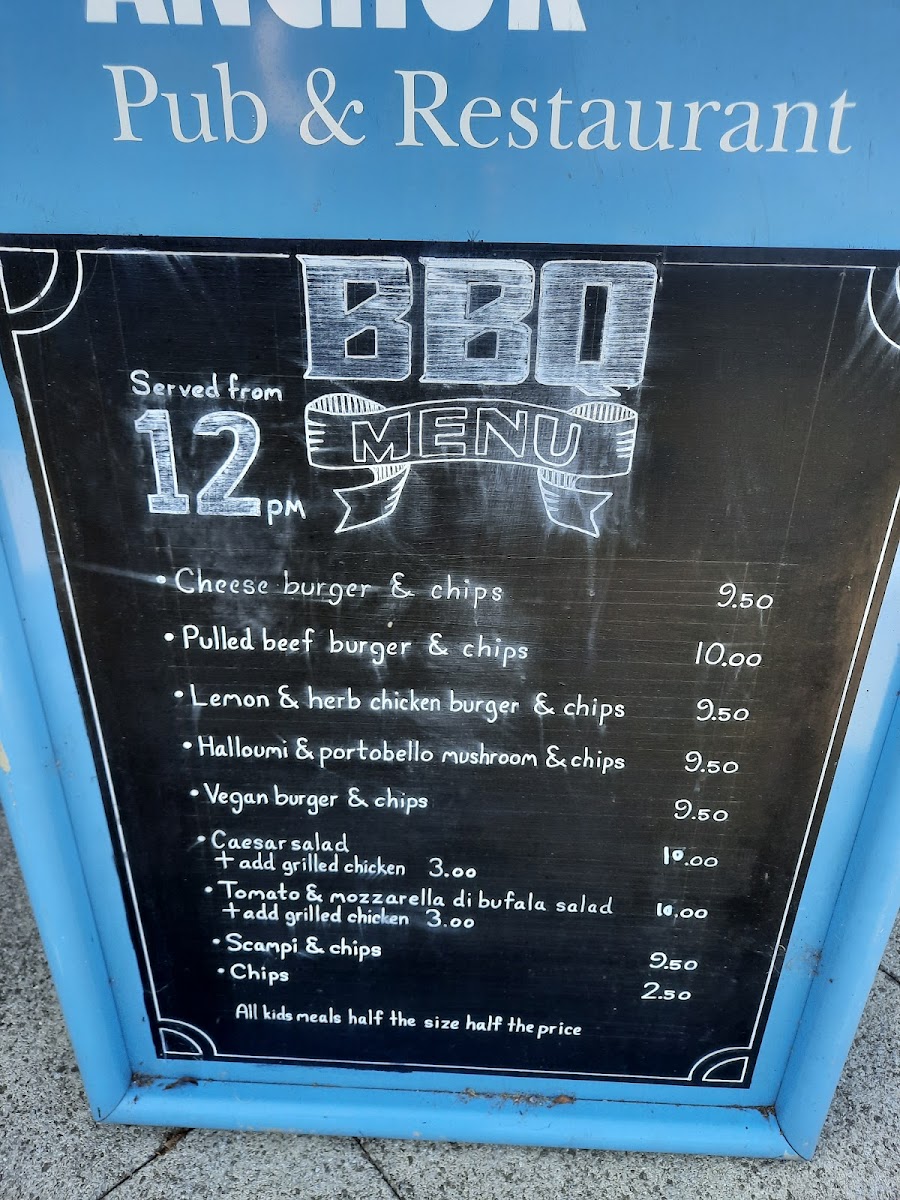 ANCHOR
Pub & Restaurant
BBQ
MENU
Served from
12 PM
• Cheese burger & chips 9.50
• Pulled beef burger & chips 10.00
• Lemon & herb chicken burger & chips 9.50
• Halloumi & portobello mushroom & chips 9.50
• Vegan burger & chips 9.50
• Caesar salad 10.00
+ add grilled chicken 3.00
• Tomato & mozzarella di bufala salad 10.00
+ add grilled chicken 3.00
• Scampi & chips 9.50
• Chips 2.50
All kids meals half the size half the price